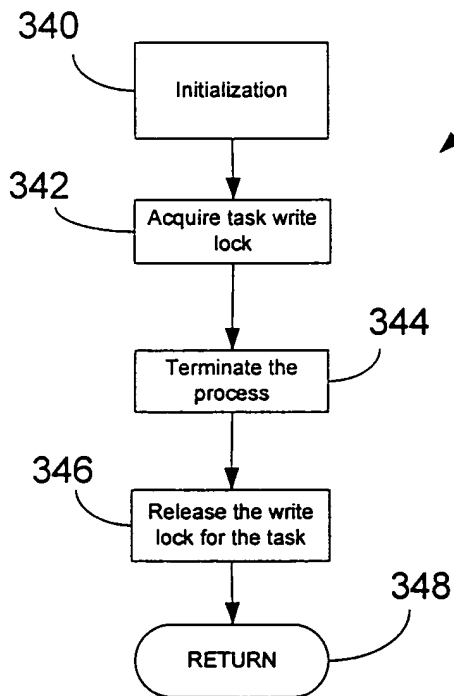 340
Initialization
342
Acquire task write
lock
344
Terminate the
process
346
Release the write
lock for the task
348
RETURN